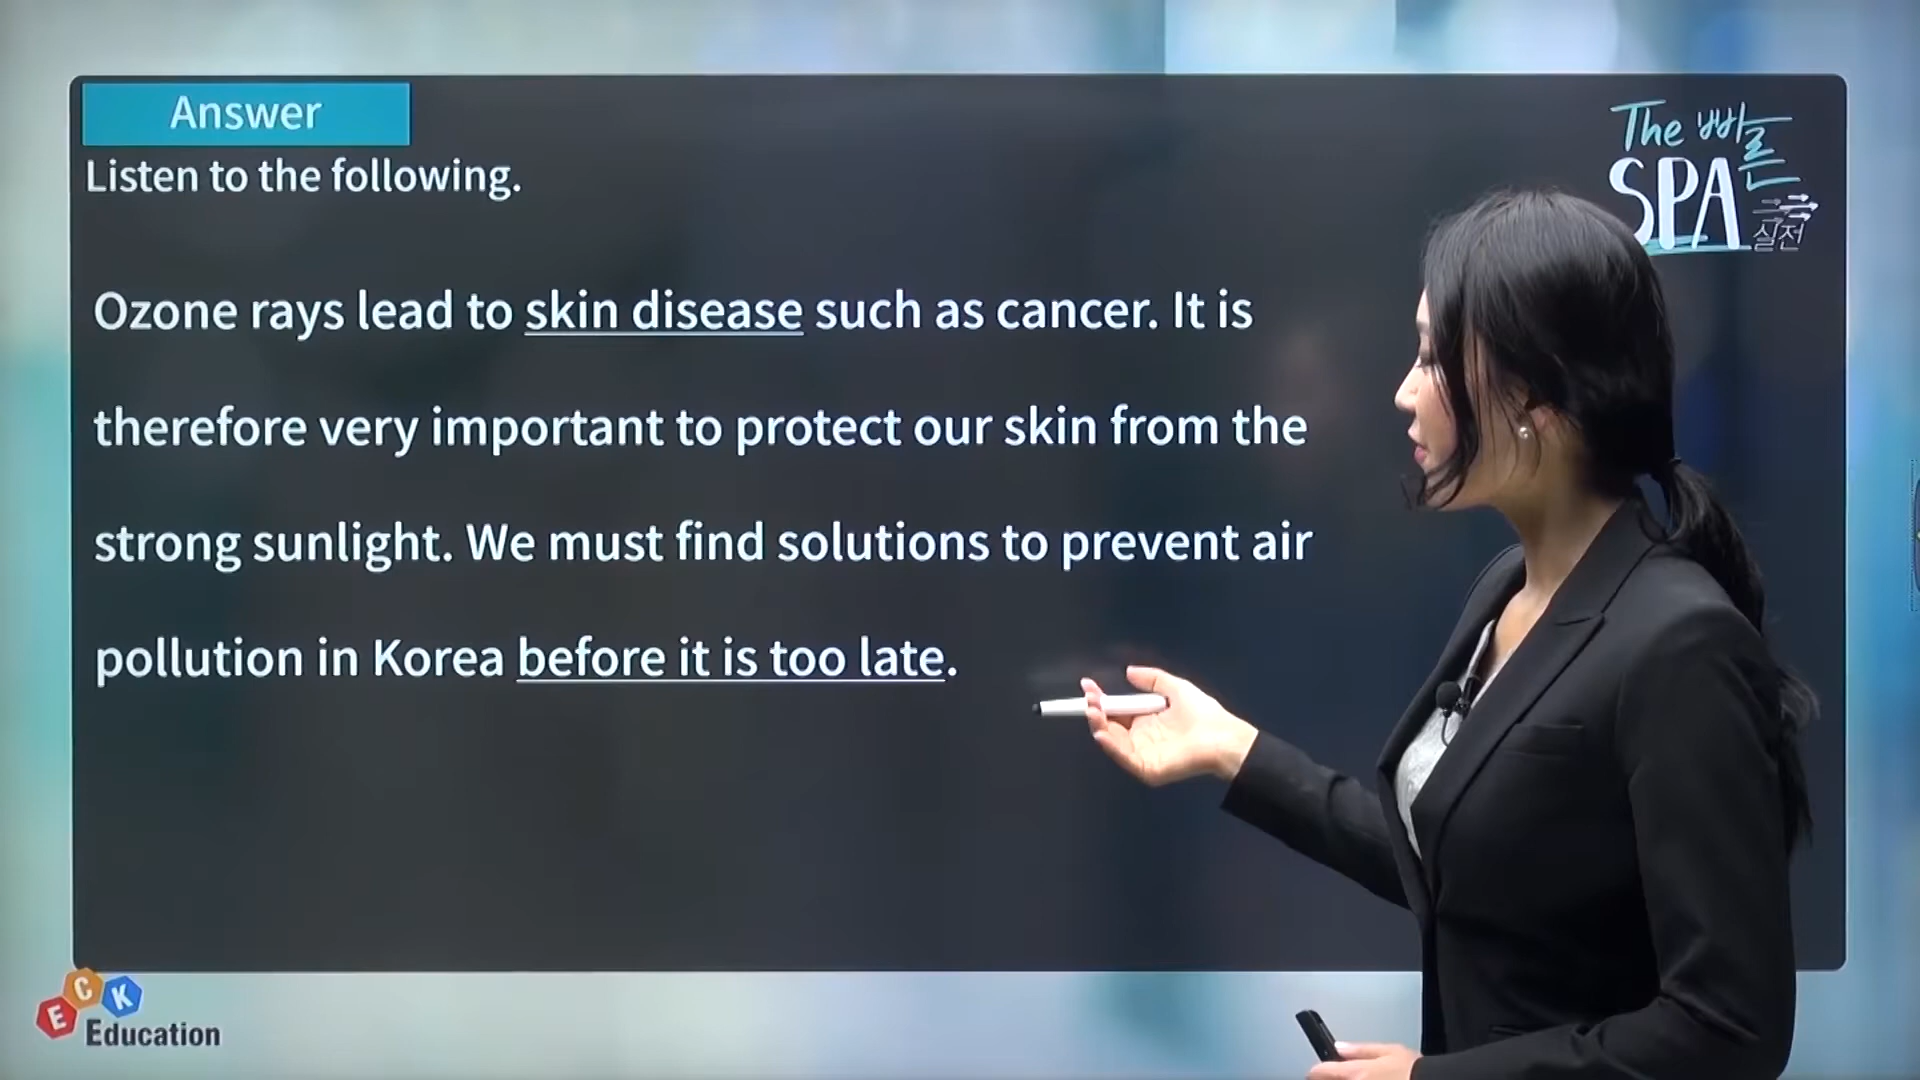 Answer
Listen to the following.
The 빠른
SPA
실전
Ozone rays lead to skin disease such as cancer. It is
therefore very important to protect our skin from the
strong sunlight. We must find solutions to prevent air
pollution in Korea before it is too late.
ECK
Education